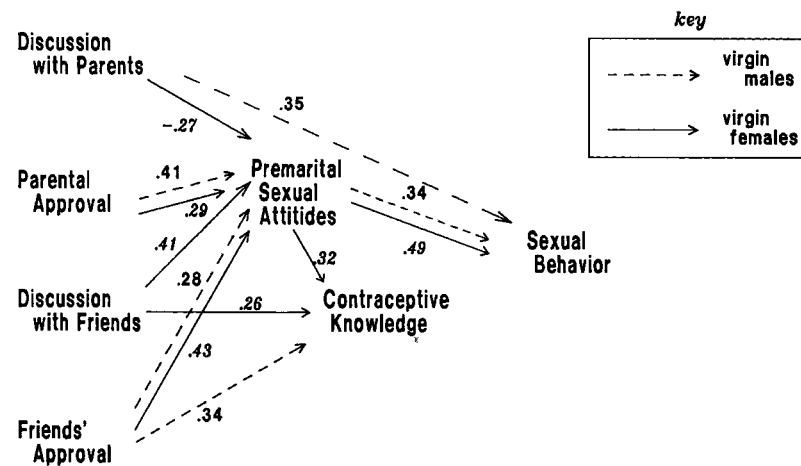 key
virgin
males
virgin
females
Discussion
with Parents
.35
-.27
Parental
Approval
.41
.29
Premarital
Sexual
Attitides
.34
.49
Sexual
Behavior
.41
.28
.32
Discussion
with Friends
.26
Contraceptive
Knowledge
.43
.34
Friends'
Approval